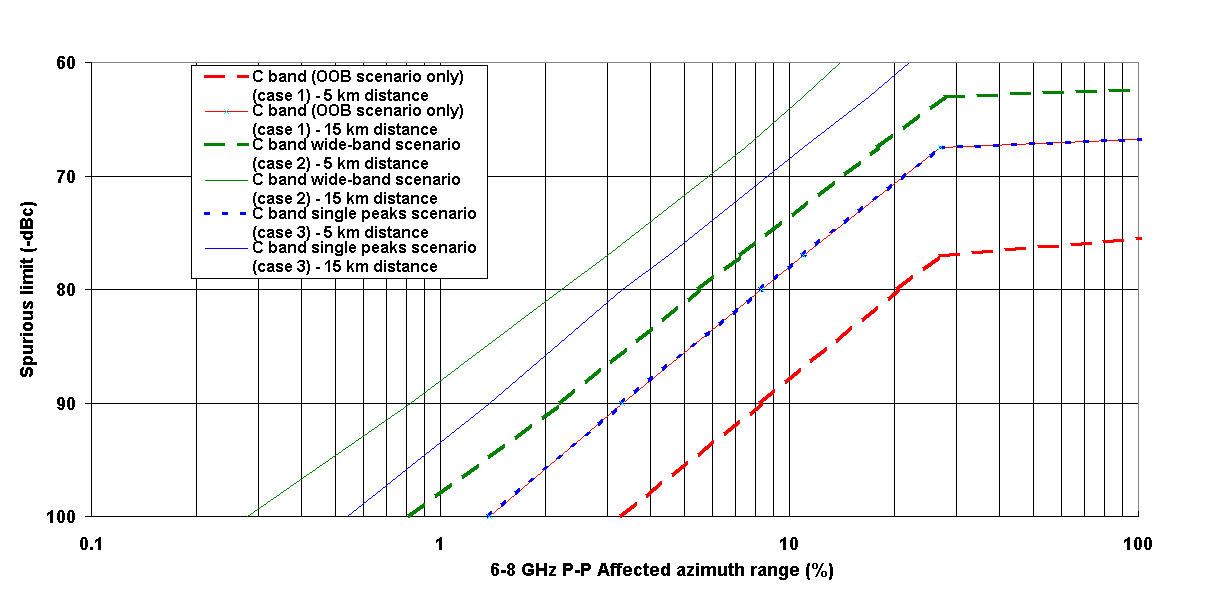 60
70
80
90
100
Spurious limit (-dBc)
C band (OOB scenario only)
(case 1) - 5 km distance
C band (OOB scenario only)
(case 1) - 15 km distance
C band wide-band scenario
(case 2) - 5 km distance
C band wide-band scenario
(case 2) - 15 km distance
C band single peaks scenario
(case 3) - 5 km distance
C band single peaks scenario
(case 3) - 15 km distance
0.1 1 10 100
6-8 GHz P-P Affected azimuth range (%)